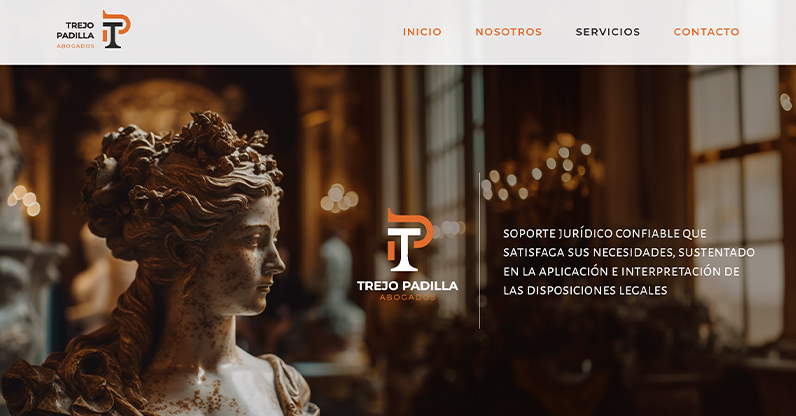 TREJO
PADILLA
ABOGADOS
INICIO
NOSOTROS
SERVICIOS
CONTACTO
TREJO PADILLA
ABOGADOS
SOPORTE JURÍDICO CONFIABLE QUE
SATISFAGA SUS NECESIDADES, SUSTENTADO
EN LA APLICACIÓN E INTERPRETACIÓN DE
LAS DISPOSICIONES LEGALES